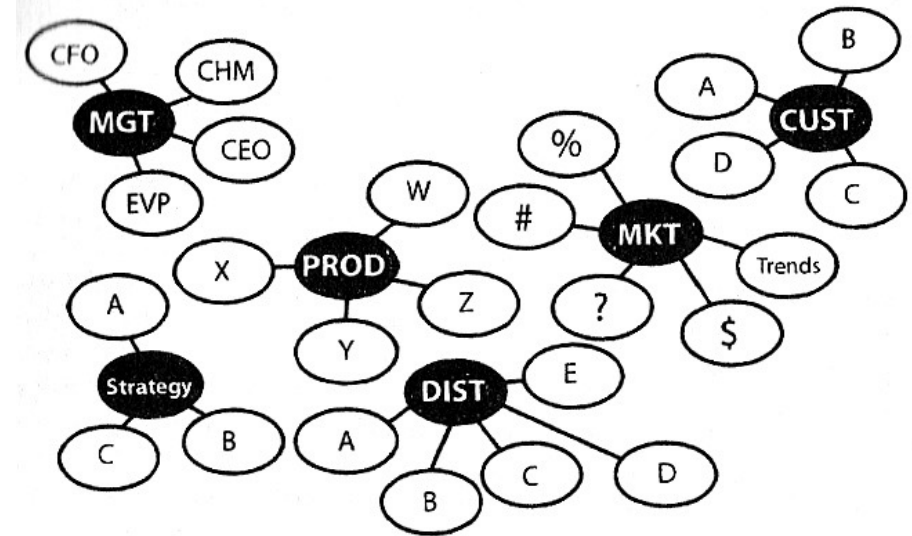 CFO
CHM
MGT
CEO
EVP
B
A
CUST
D
C
%
#
MKT
Trends
?
$
W
X
PROD
Z
Y
A
Strategy
C
B
E
DIST
A
B
C
D